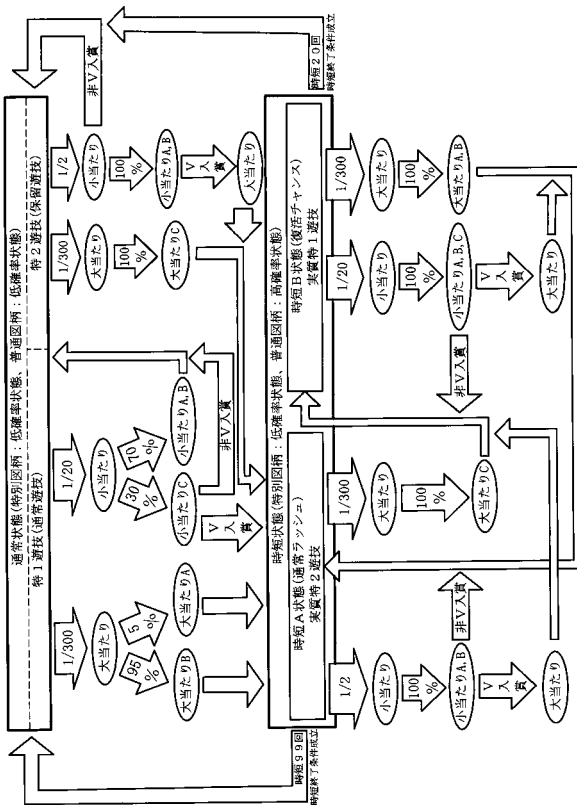 通常状態(特別図柄:低確率状態、普通図柄:低確率状態)
特1遊技(通常遊技)
特2遊技(保留遊技)
1/300
大当たり
95%
5%
大当たりB
大当たりA
1/20
小当たり
30%
70%
小当たりC
小当たりA,B
V入賞
非V入賞
1/300
大当たり
100%
大当たりC
1/2
小当たり
100%
小当たりA,B
V入賞
大当たり
非V入賞
時短99回
時短終了条件成立
時短20回
時短終了条件成立
時短状態(特別図柄:低確率状態、普通図柄:高確率状態)
時短A状態(通常ラッシュ)
実質特2遊技
時短B状態(復活チャンス)
実質特1遊技
1/2
小当たり
100%
小当たりA,B
V入賞
大当たり
非V入賞
1/300
大当たり
100%
大当たりC
1/20
小当たり
100%
小当たりA,B,C
V入賞
大当たり
非V入賞
1/300
大当たり
100%
大当たりA,B